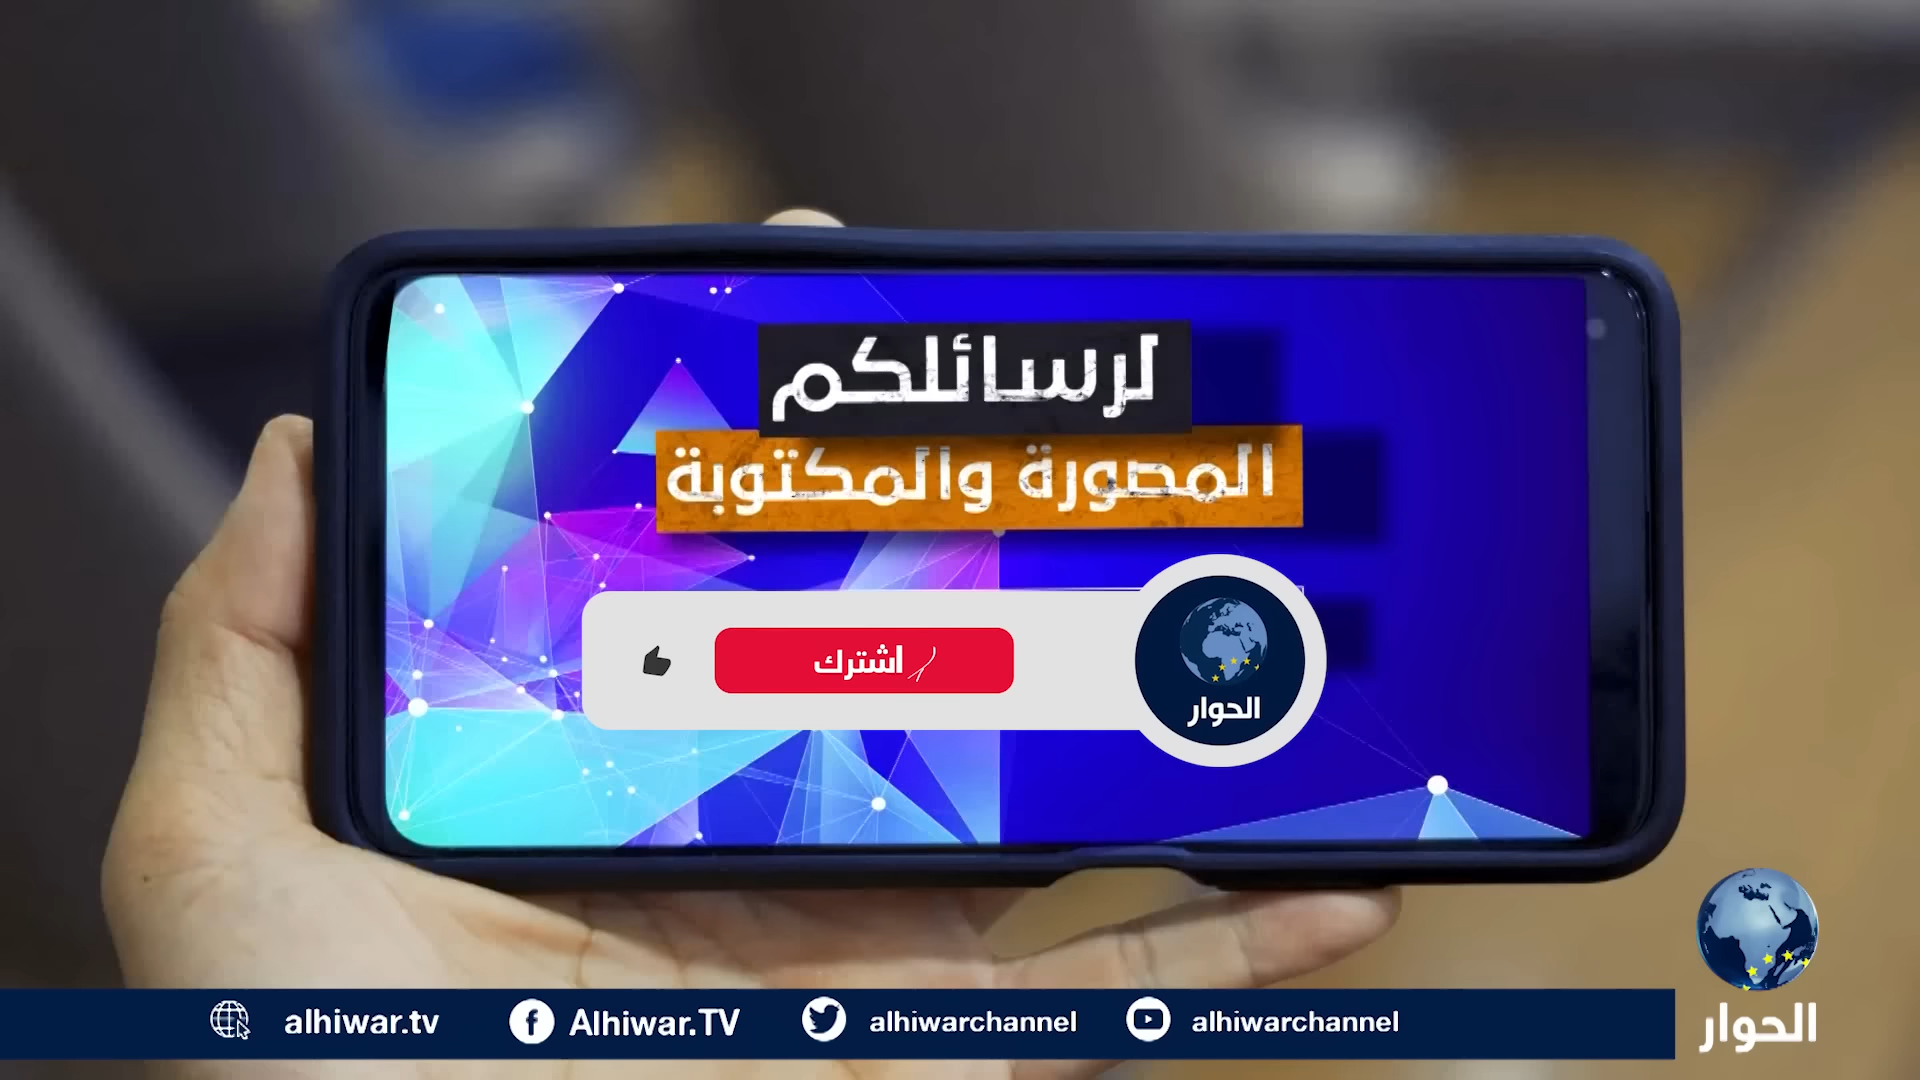 لرسائلكم
المصورة والمكتوبة
اشترك
الحوار
alhiwar.tv
Alhiwar.TV
alhiwarchannel
alhiwarchannel
الحوار